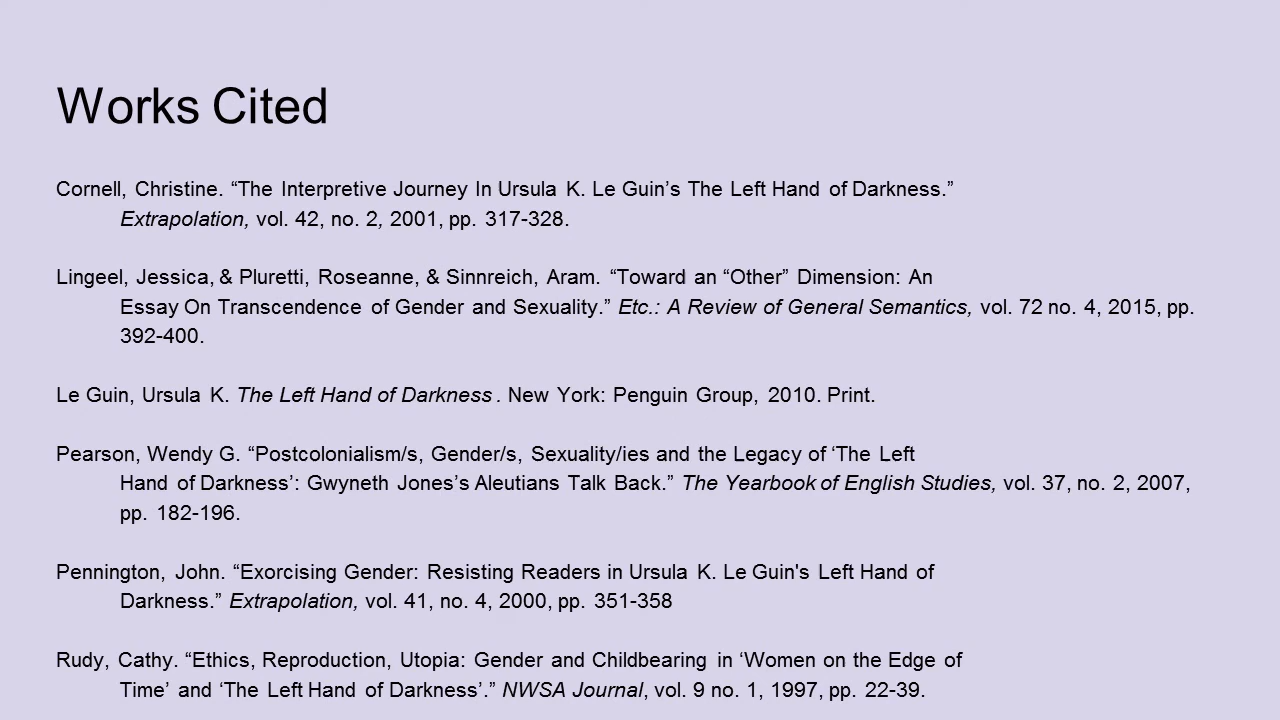 Works Cited
Cornell, Christine. “The Interpretive Journey In Ursula K. Le Guin’s The Left Hand of Darkness.”
Extrapolation, vol. 42, no. 2, 2001, pp. 317-328.
Lingeel, Jessica, & Pluretti, Roseanne, & Sinnreich, Aram. “Toward an “Other” Dimension: An
Essay On Transcendence of Gender and Sexuality.” Etc.: A Review of General Semantics, vol. 72 no. 4, 2015, pp.
392-400.
Le Guin, Ursula K. The Left Hand of Darkness . New York: Penguin Group, 2010. Print.
Pearson, Wendy G. “Postcolonialism/s, Gender/s, Sexuality/ies and the Legacy of ‘The Left
Hand of Darkness’: Gwyneth Jones’s Aleutians Talk Back.” The Yearbook of English Studies, vol. 37, no. 2, 2007,
pp. 182-196.
Pennington, John. “Exorcising Gender: Resisting Readers in Ursula K. Le Guin's Left Hand of
Darkness.” Extrapolation, vol. 41, no. 4, 2000, pp. 351-358
Rudy, Cathy. “Ethics, Reproduction, Utopia: Gender and Childbearing in ‘Women on the Edge of
Time’ and ‘The Left Hand of Darkness’.” NWSA Journal, vol. 9 no. 1, 1997, pp. 22-39.